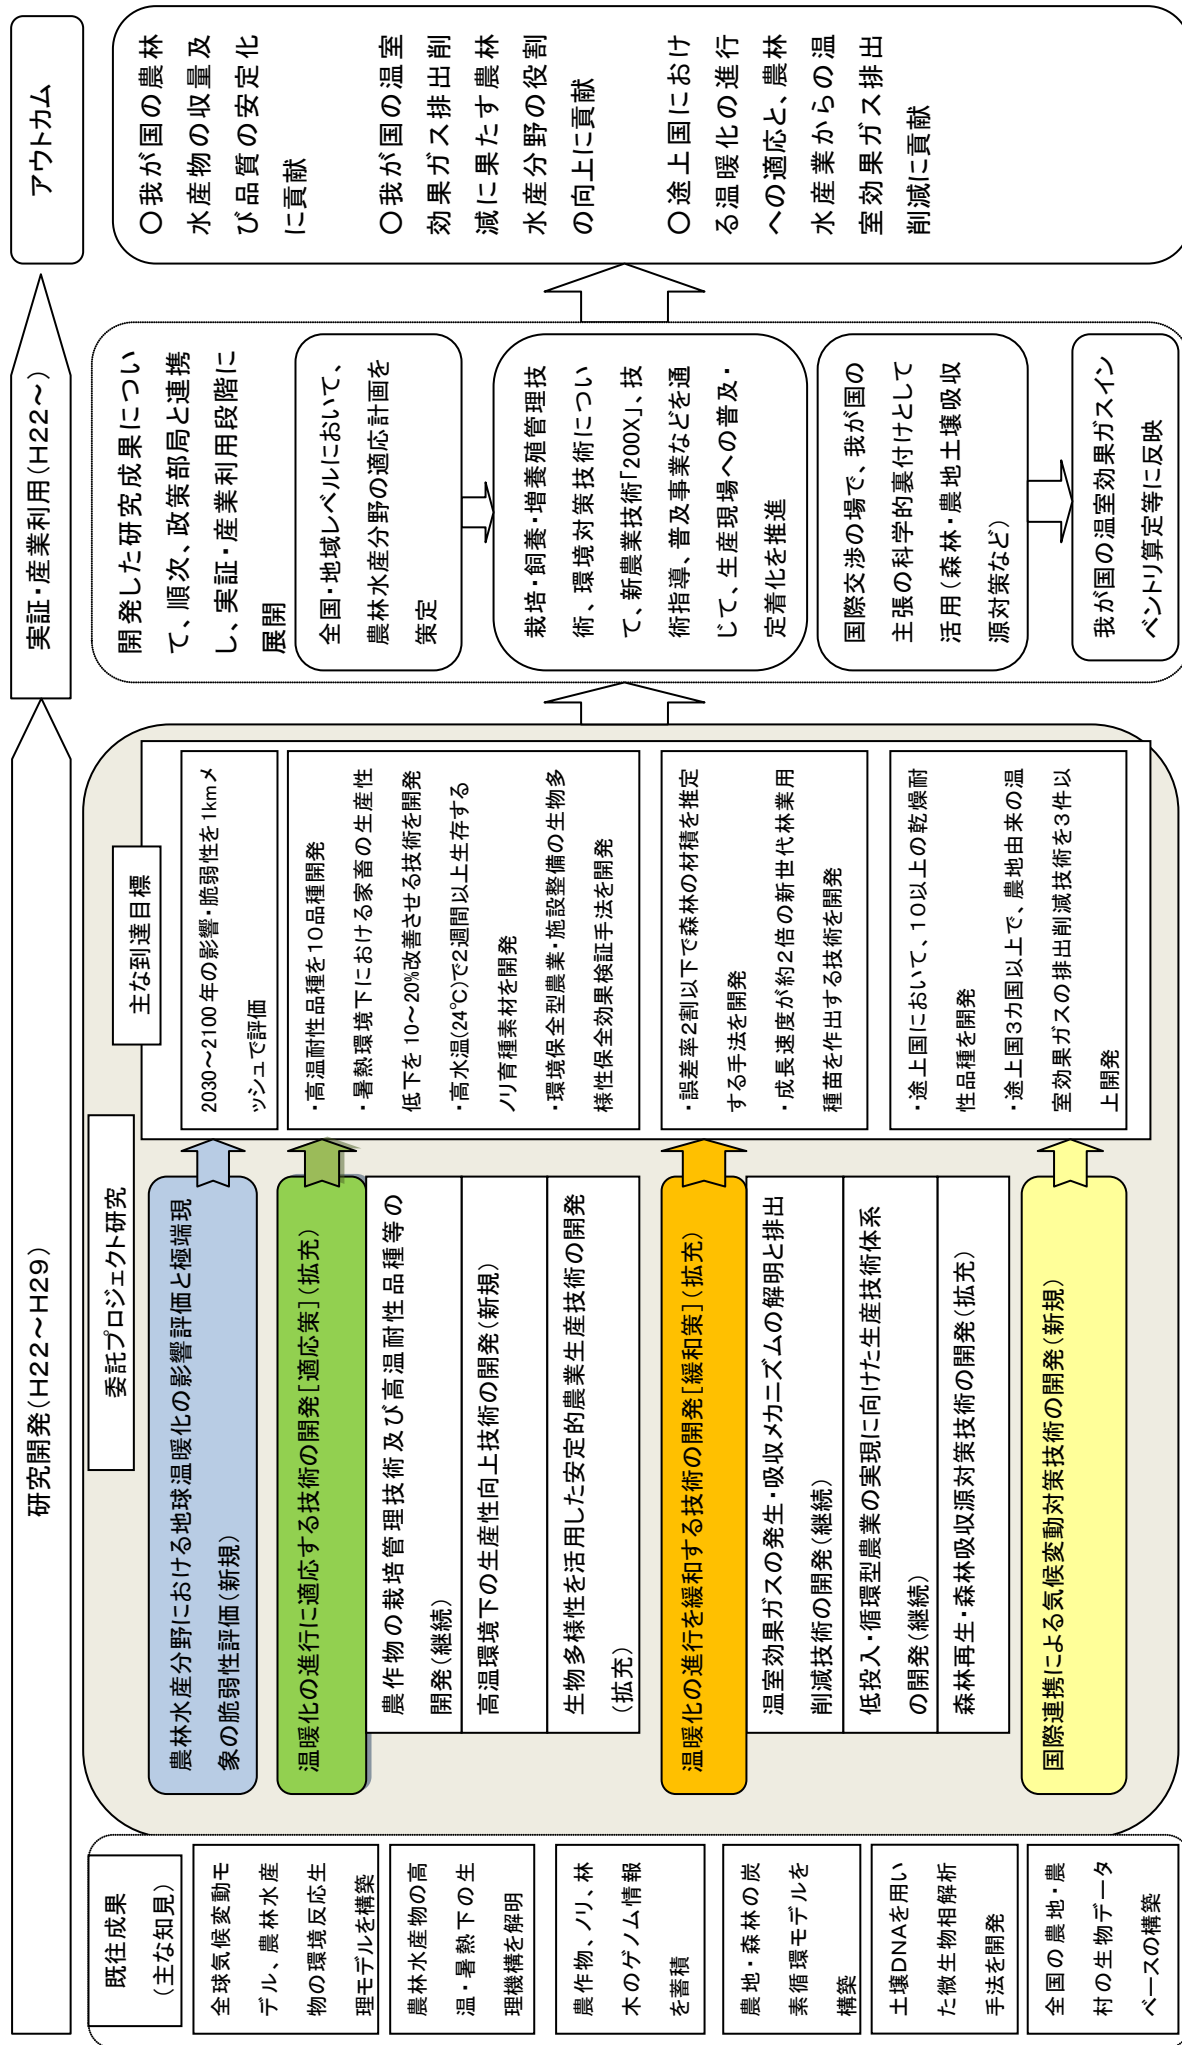 研究開発(H22～H29)
実証・産業利用(H22～)
アウトカム
既往成果
(主な知見)
全球気候変動モ
デル、農林水産
物の環境反応生
理モデルを構築
農林水産物の高
温・暑熱下の生
理機構を解明
農作物、ノリ、林
木のゲノム情報
を蓄積
農地・森林の炭
素循環モデルを
構築
土壌DNAを用い
た微生物相解析
手法を開発
全国の農地・農
村の生物データ
ベースの構築
委託プロジェクト研究
農林水産分野における地球温暖化の影響評価と極端現
象の脆弱性評価(新規)
温暖化の進行に適応する技術の開発[適応策](拡充)
農作物の栽培管理技術及び高温耐性品種等の
開発(継続)
高温環境下の生産性向上技術の開発(新規)
生物多様性を活用した安定的農業生産技術の開発
(拡充)
温暖化の進行を緩和する技術の開発[緩和策](拡充)
温室効果ガスの発生・吸収メカニズムの解明と排出
削減技術の開発(継続)
低投入・循環型農業の実現に向けた生産技術体系
の開発(継続)
森林再生・森林吸収源対策技術の開発(拡充)
国際連携による気候変動対策技術の開発(新規)
主な到達目標
2030～2100年の影響・脆弱性を1kmメ
ッシュで評価
・高温耐性品種を10品種開発
・暑熱環境下における家畜の生産性
低下を10～20%改善させる技術を開発
・高水温(24℃)で2週間以上生存する
ノリ育種素材を開発
・環境保全型農業・施設整備の生物多
様性保全効果検証手法を開発
・誤差率2割以下で森林の材積を推定
する手法を開発
・成長速度が約2倍の新世代林業用
種苗を作出する技術を開発
・途上国において、10以上の乾燥耐
性品種を開発
・途上国3カ国以上で、農地由来の温
室効果ガスの排出削減技術を3件以
上開発
開発した研究成果につい
て、順次、政策部局と連携
し、実証・産業利用段階に
展開
全国・地域レベルにおいて、
農林水産分野の適応計画を
策定
栽培・飼養・増養殖管理技
術、環境対策技術につい
て、新農業技術「200X」、技
術指導、普及事業などを通
じて、生産現場への普及・
定着化を推進
国際交渉の場で、我が国の
主張の科学的裏付けとして
活用(森林・農地土壌吸収
源対策など)
我が国の温室効果ガスイン
ベントリ算定等に反映
○我が国の農林
水産物の収量及
び品質の安定化
に貢献
○我が国の温室
効果ガス排出削
減に果たす農林
水産分野の役割
の向上に貢献
○途上国におけ
る温暖化の進行
への適応と、農林
水産業からの温
室効果ガス排出
削減に貢献